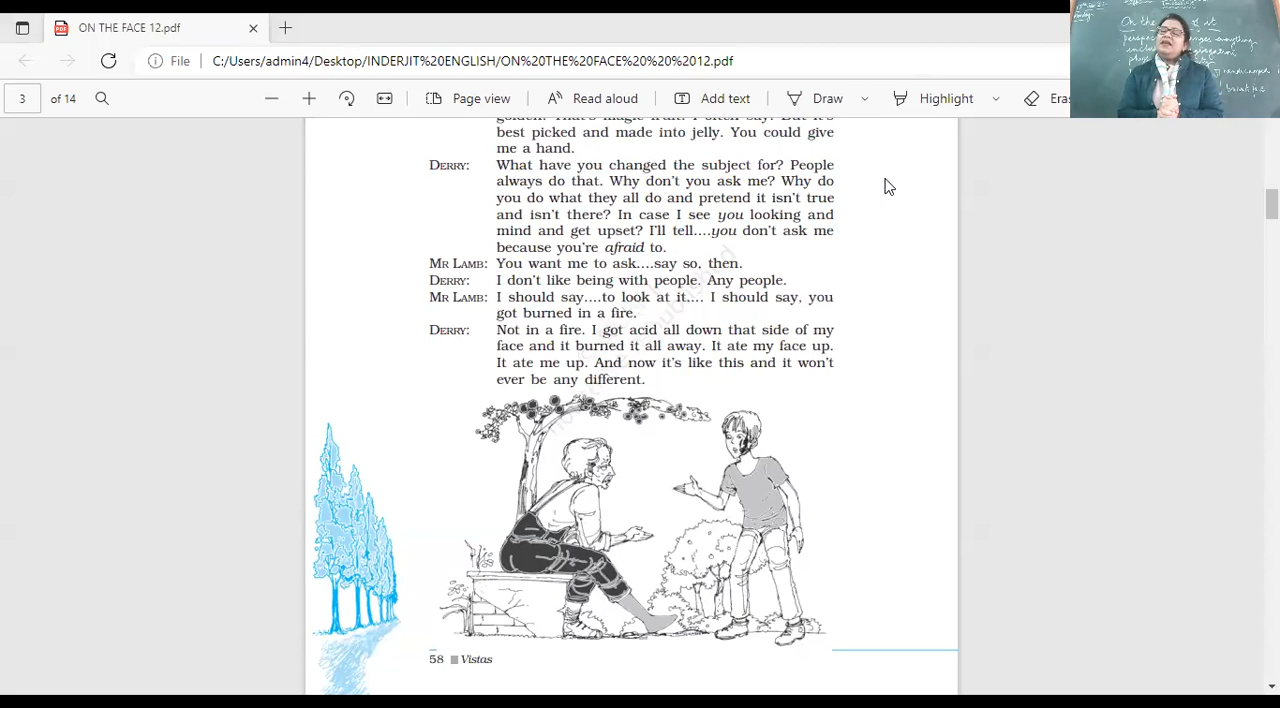 ON THE FACE 12.pdf
File C:/Users/admin4/Desktop/INDERJIT%20ENGLISH/ON%20THE%20FACE%20%20%2012.pdf
3 of 14 Page view Read aloud Add text Draw Highlight Eras
On the of it
golden. That's magic fruit. I often say. But it's
best picked and made into jelly. You could give
me a hand.
DERRY: What have you changed the subject for? People
always do that. Why don't you ask me? Why do
you do what they all do and pretend it isn't true
and isn't there? In case I see you looking and
mind and get upset? I'll tell....you don't ask me
because you're afraid to.
MR LAMB: You want me to ask....say so, then.
DERRY: I don't like being with people. Any people.
MR LAMB: I should say....to look at it.... I should say, you
got burned in a fire.
DERRY: Not in a fire. I got acid all down that side of my
face and it burned it all away. It ate my face up.
It ate me up. And now it's like this and it won't
ever be any different.
58 Vistas